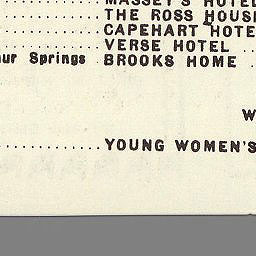 MASSEY'S HOTEL
THE ROSS HOUSE
CAPEHART HOTE
VERSE HOTEL
ur Springs BROOKS HOME
W
YOUNG WOMEN'S